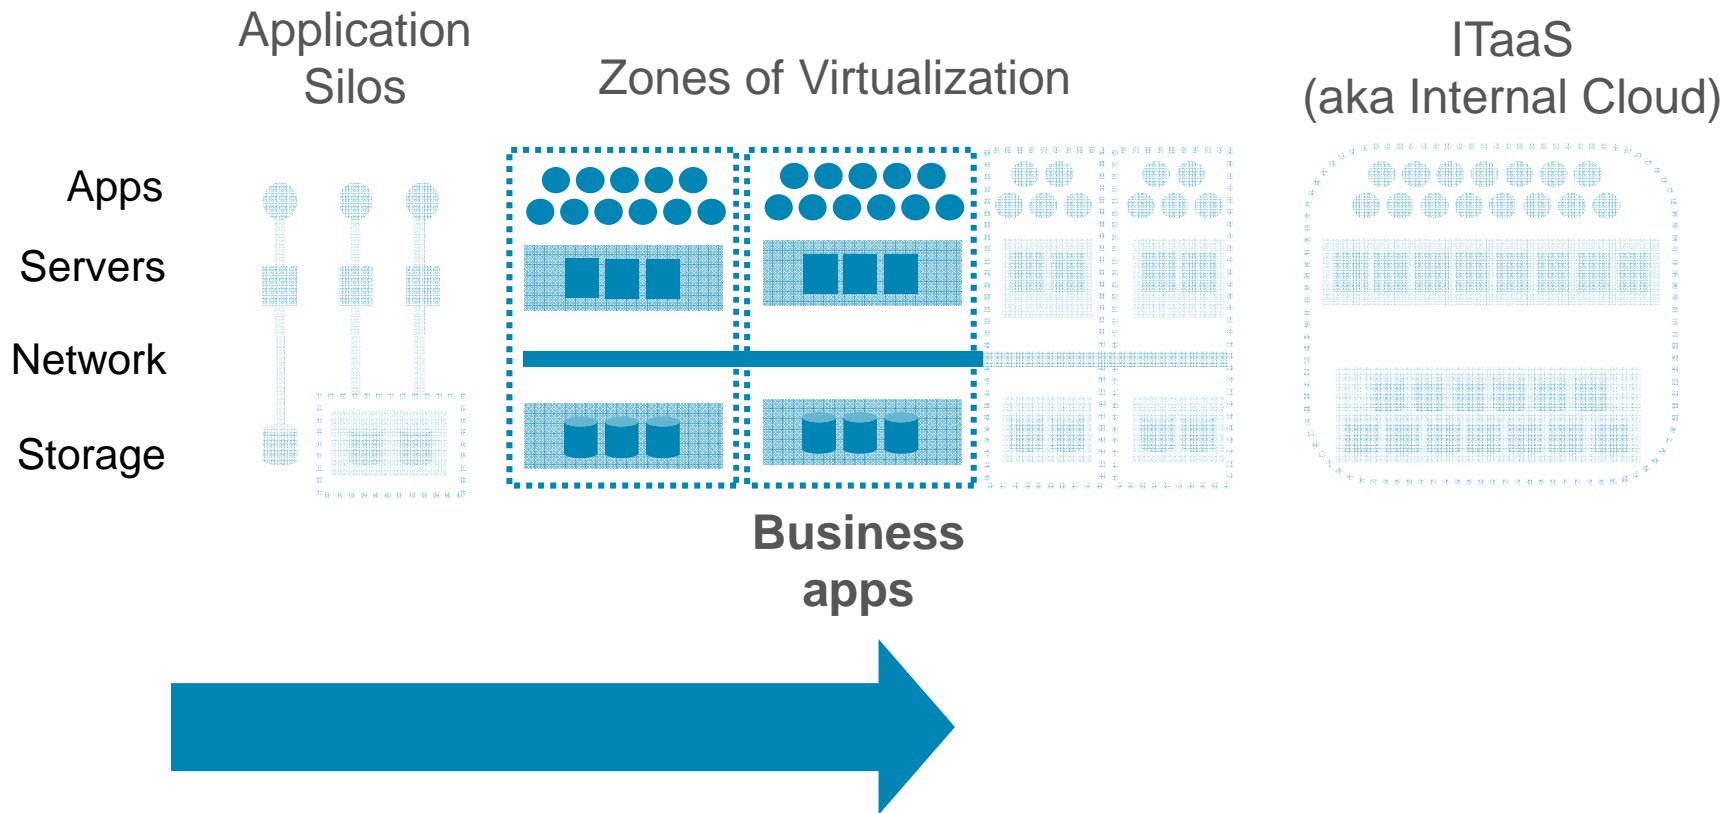 Application
Silos
Zones of Virtualization
ITaaS
(aka Internal Cloud)
Apps
Servers
Network
Storage
Business
apps